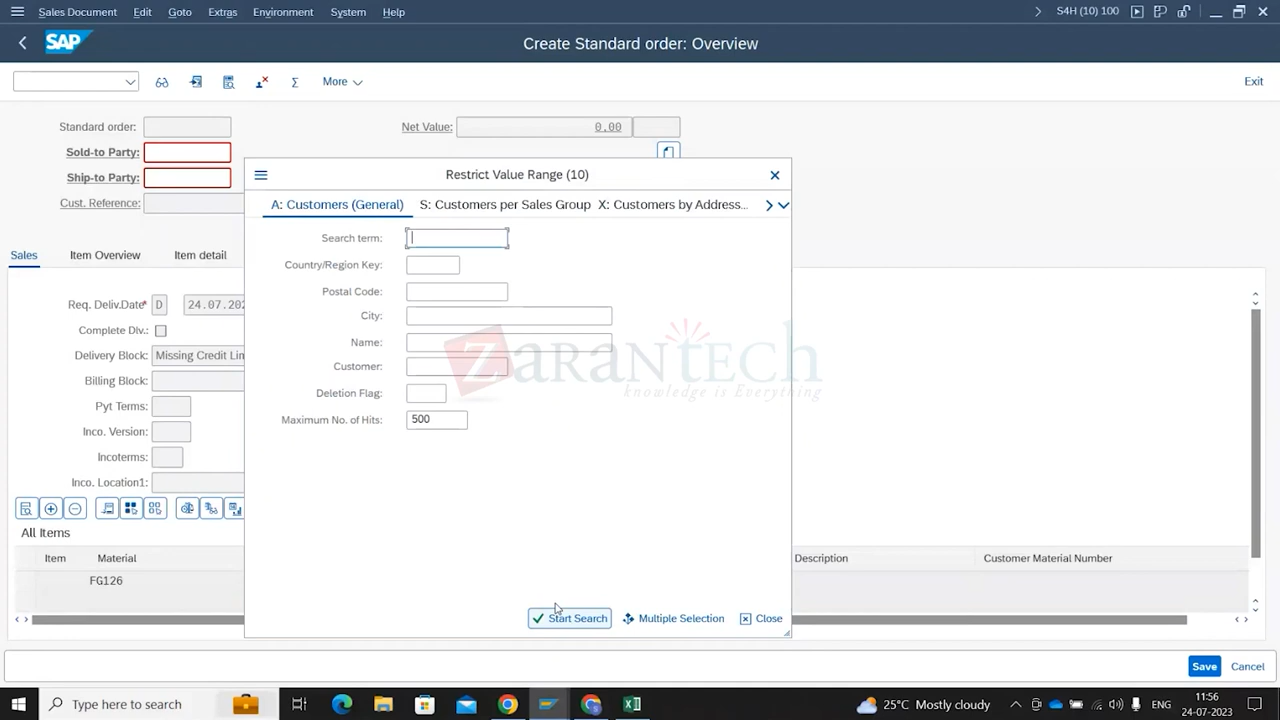 Sales Document Edit Goto Extras Environment System Help S4H (10) 100
SAP Create Standard order: Overview
More Exit
Standard order: Net Value: 0.00
Sold-to Party:
Ship-to Party:
Cust. Reference:
Restrict Value Range (10)
A: Customers (General) S: Customers per Sales Group X: Customers by Address...
Search term:
Country/Region Key:
Postal Code:
City:
Name:
Customer:
Deletion Flag:
Maximum No. of Hits: 500
Start Search Multiple Selection Close
Sales Item Overview Item detail
Req. Deliv.Date* D 24.07.202
Complete Dlv.:
Delivery Block: Missing Credit Lim
Billing Block:
Pyt Terms:
Inco. Version:
Incoterms:
Inco. Location1:
All Items
Item Material Description Customer Material Number
FG126
zarantech
knowledge is Everything
Save Cancel
Type here to search 25°C Mostly cloudy ENG 11:56
24-07-2023